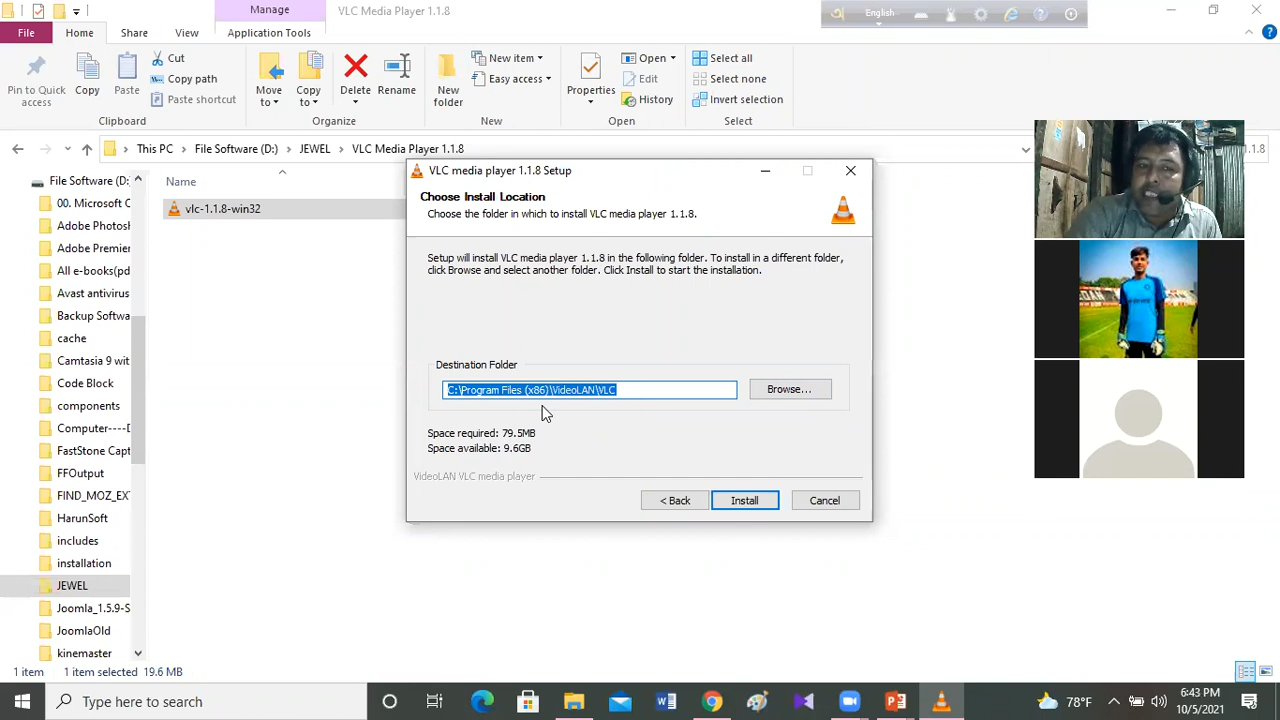 Manage
VLC Media Player 1.1.8
English
File
Home
Share
View
Application Tools
Pin to Quick access
Copy
Paste
Cut
Copy path
Paste shortcut
Clipboard
Move to
Copy to
Delete
Rename
Organize
New folder
New item
Easy access
New
Properties
Open
Edit
History
Open
Select all
Select none
Invert selection
Select
This PC
File Software (D:)
JEWEL
VLC Media Player 1.1.8
1.1.8
File Software (D:
00. Microsoft C
Adobe Photosh
Adobe Premier
All e-books(pd
Avast antivirus
Backup Softwa
cache
Camtasia 9 wit
Code Block
components
Computer----D
FastStone Capt
FFOutput
FIND_MOZ_EXT
HarunSoft
includes
installation
JEWEL
Joomla_1.5.9-S
JoomlaOld
kinemaster
Name
vlc-1.1.8-win32
VLC media player 1.1.8 Setup
Choose Install Location
Choose the folder in which to install VLC media player 1.1.8.
Setup will install VLC media player 1.1.8 in the following folder. To install in a different folder,
click Browse and select another folder. Click Install to start the installation.
Destination Folder
C:\Program Files (x86)\VideoLAN\VLC
Browse...
Space required: 79.5MB
Space available: 9.6GB
VideoLAN VLC media player
< Back
Install
Cancel
1 item
1 item selected 19.6 MB
Type here to search
78°F
6:43 PM
10/5/2021